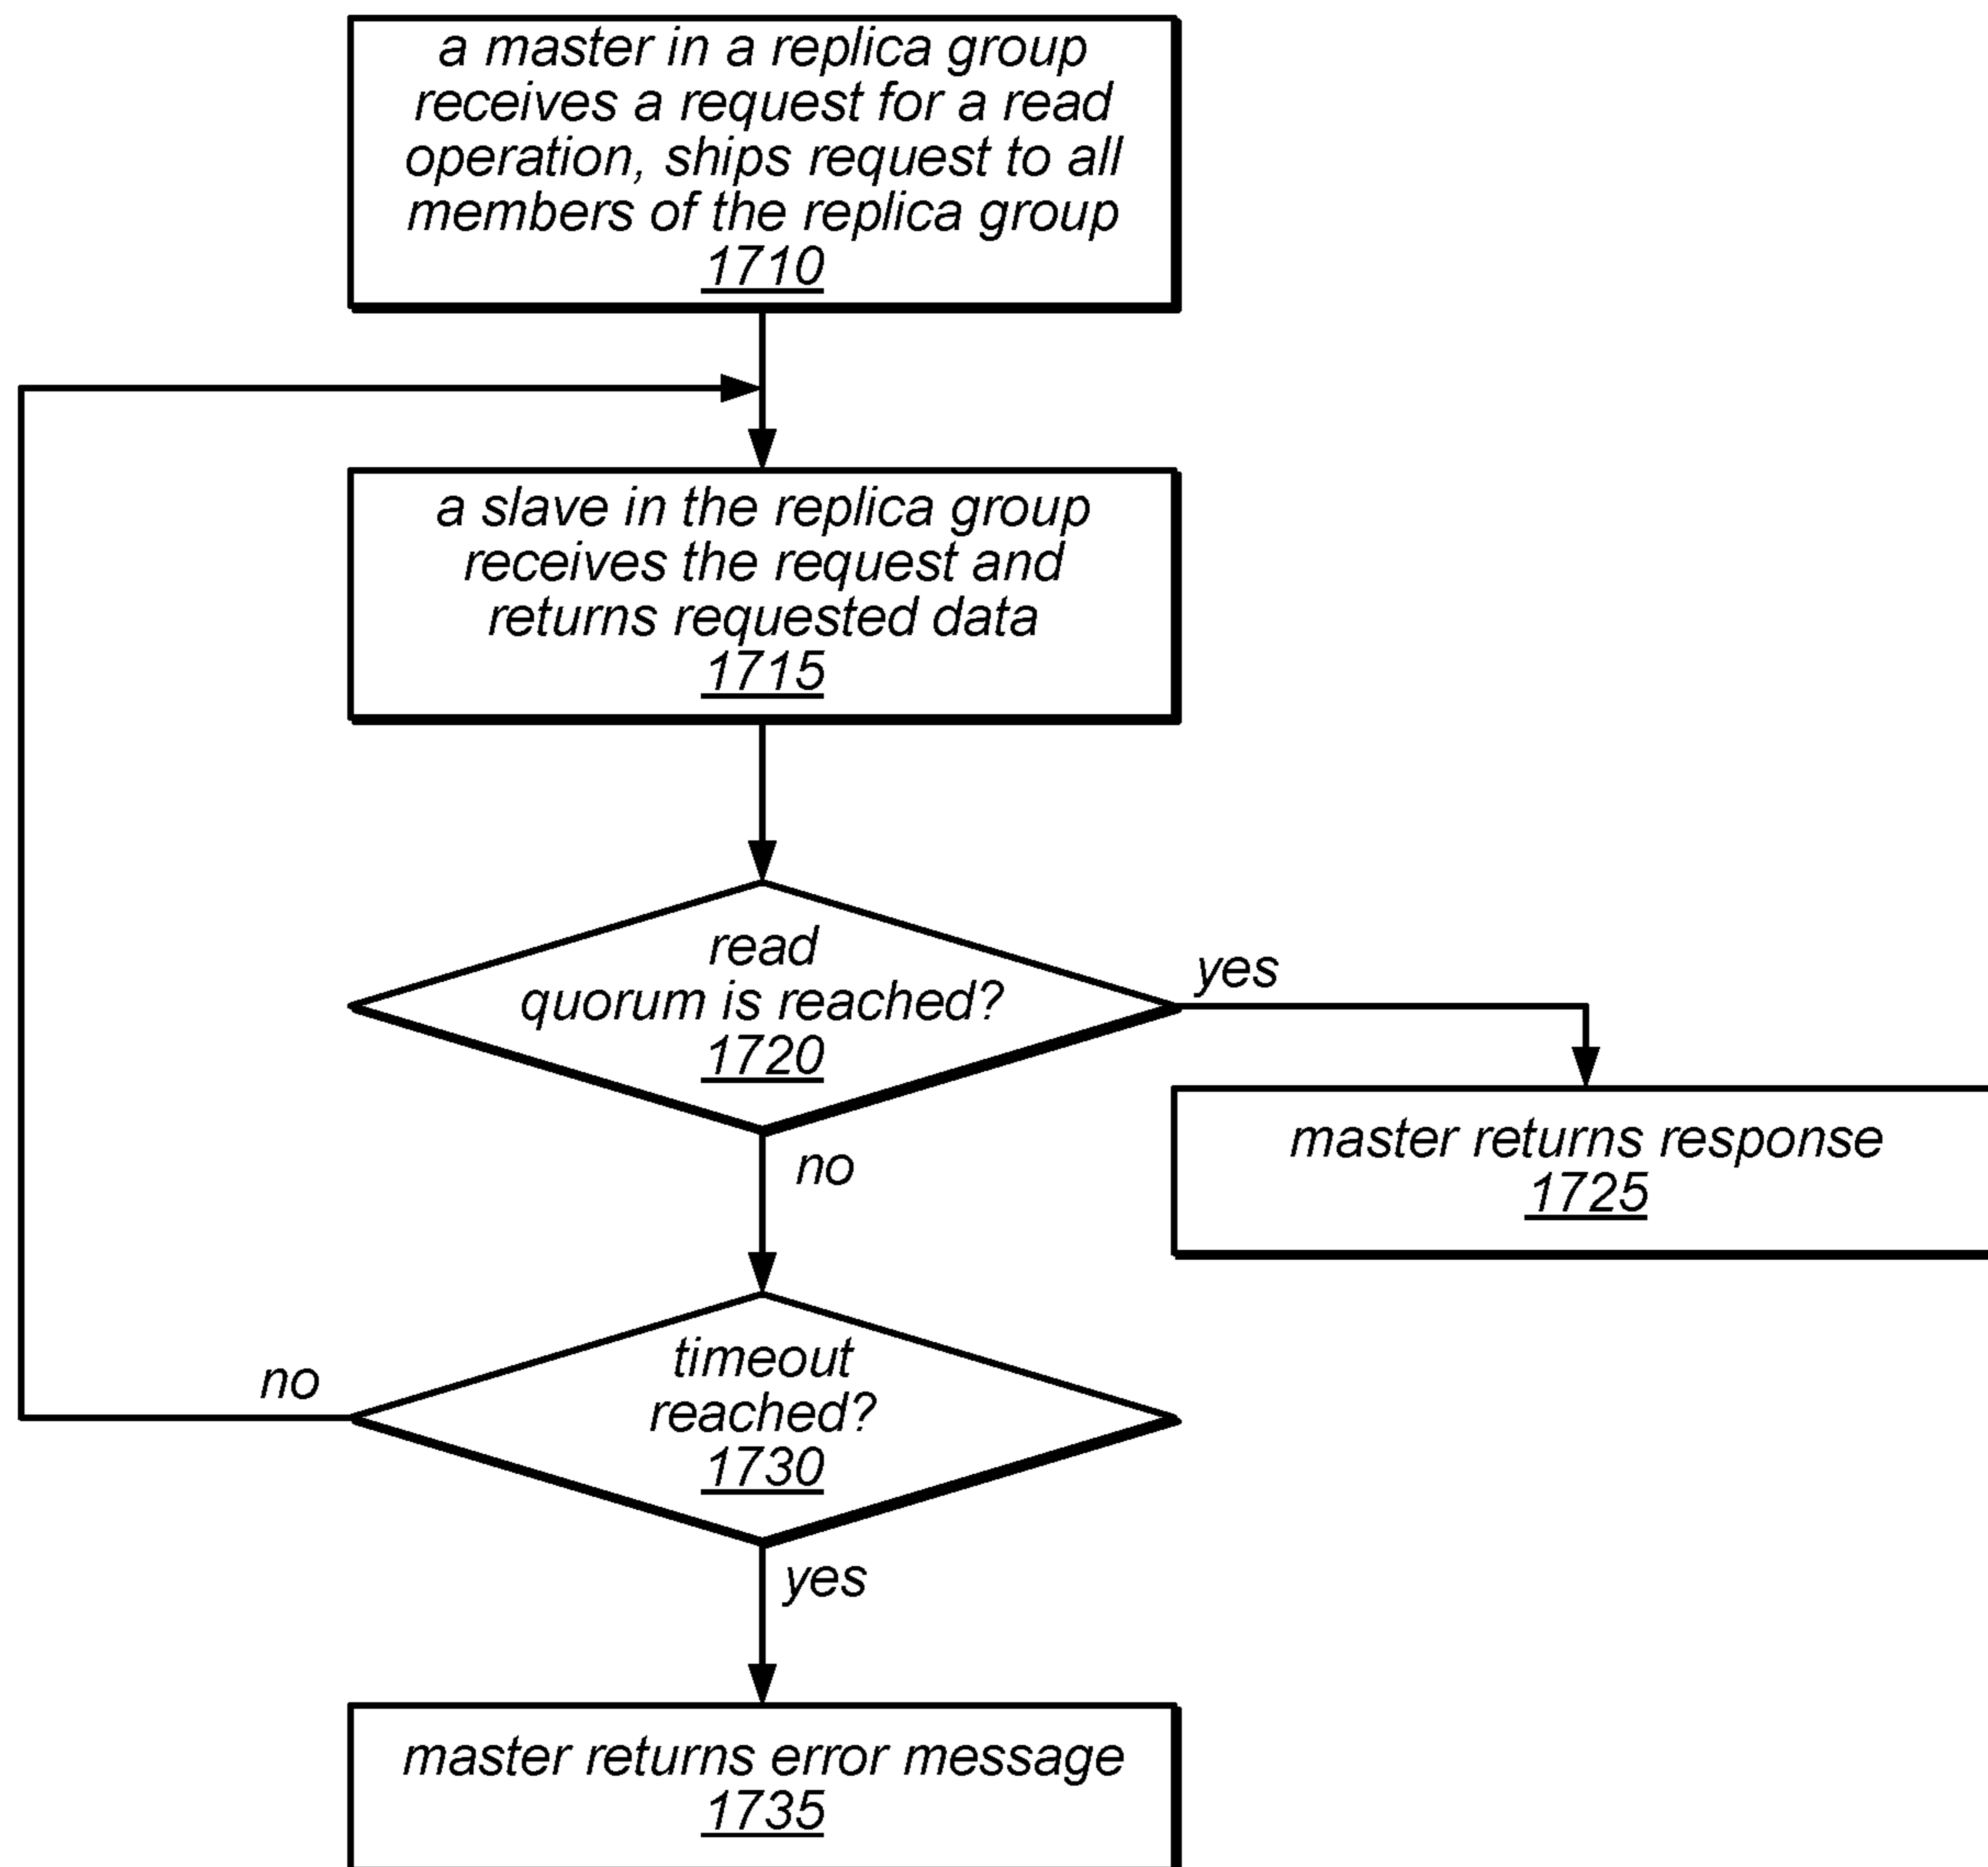 a master in a replica group
receives a request for a read
operation, ships request to all
members of the replica group
1710
a slave in the replica group
receives the request and
returns requested data
1715
read
quorum is reached?
1720
yes
master returns response
1725
no
timeout
reached?
1730
no
yes
master returns error message
1735